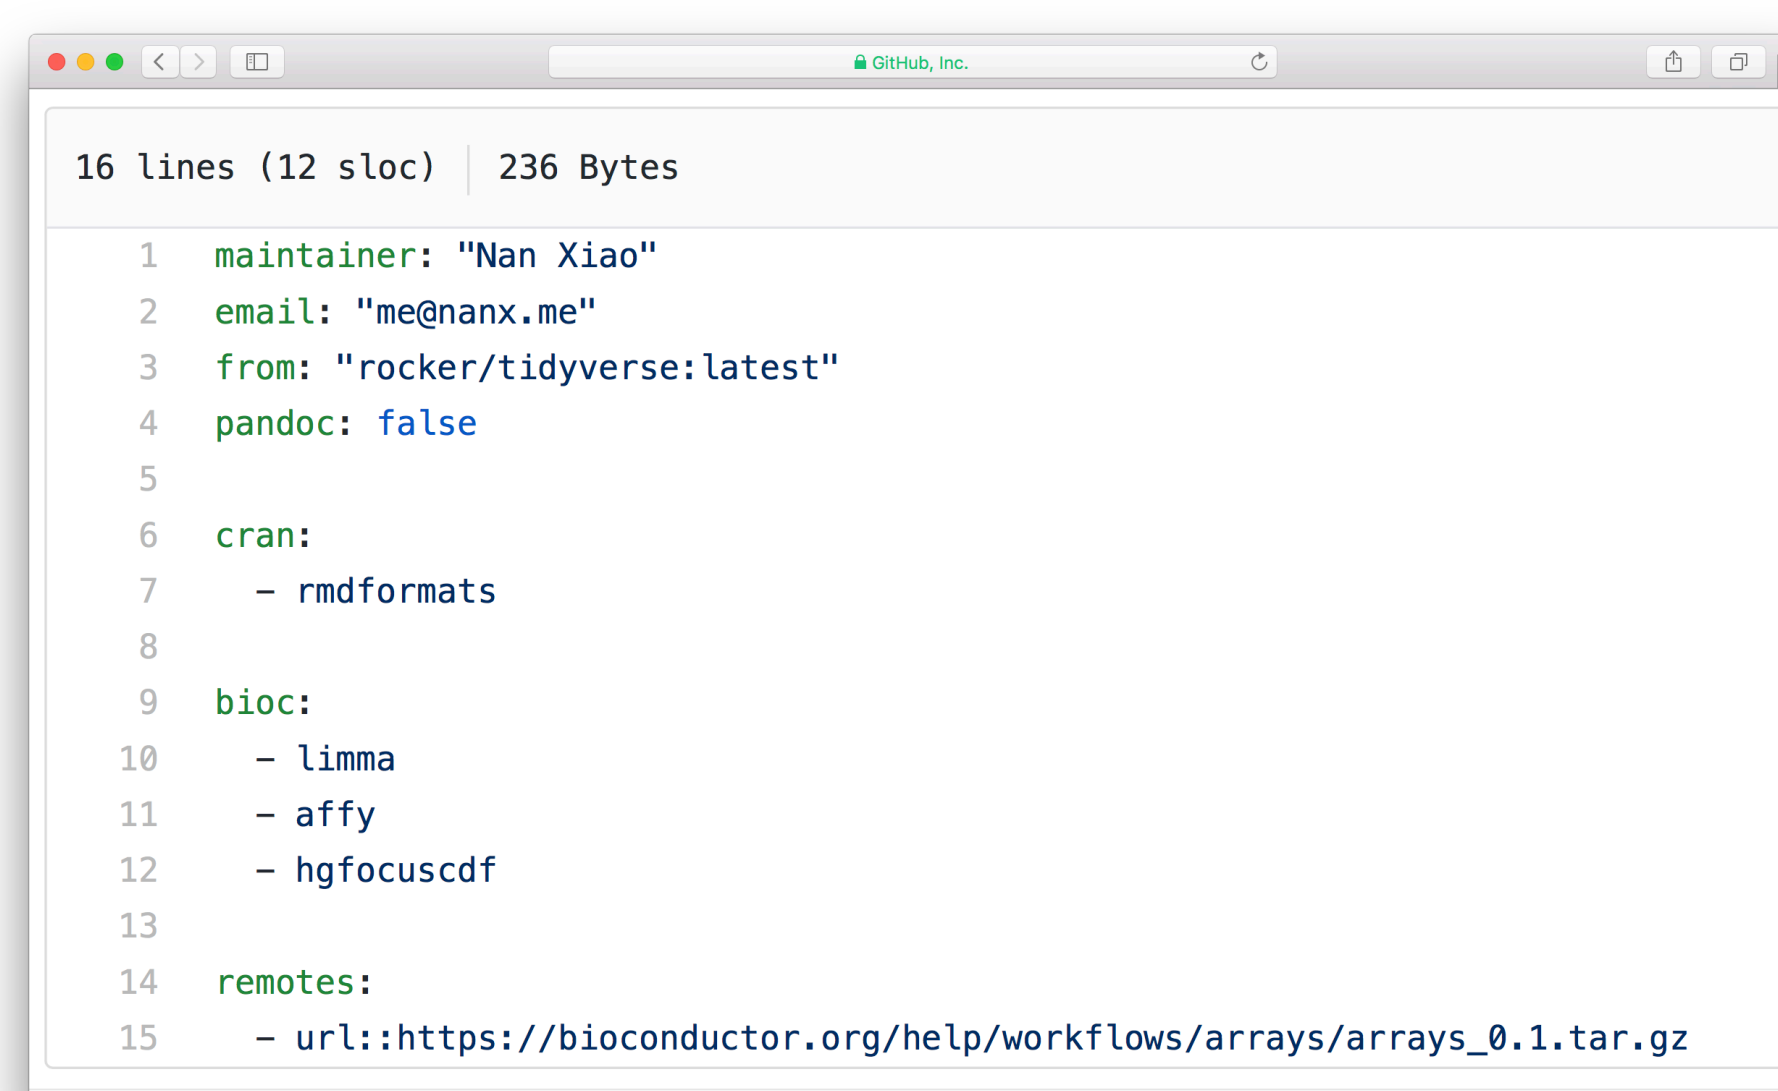 GitHub, Inc.
16 lines (12 sloc) 236 Bytes
1 maintainer: "Nan Xiao"
2 email: "me@nanx.me"
3 from: "rocker/tidyverse:latest"
4 pandoc: false
5
6 cran:
7   - rmdformats
8
9 bioc:
10   - limma
11   - affy
12   - hgfocuscdf
13
14 remotes:
15   - url::https://bioconductor.org/help/workflows/arrays/arrays_0.1.tar.gz